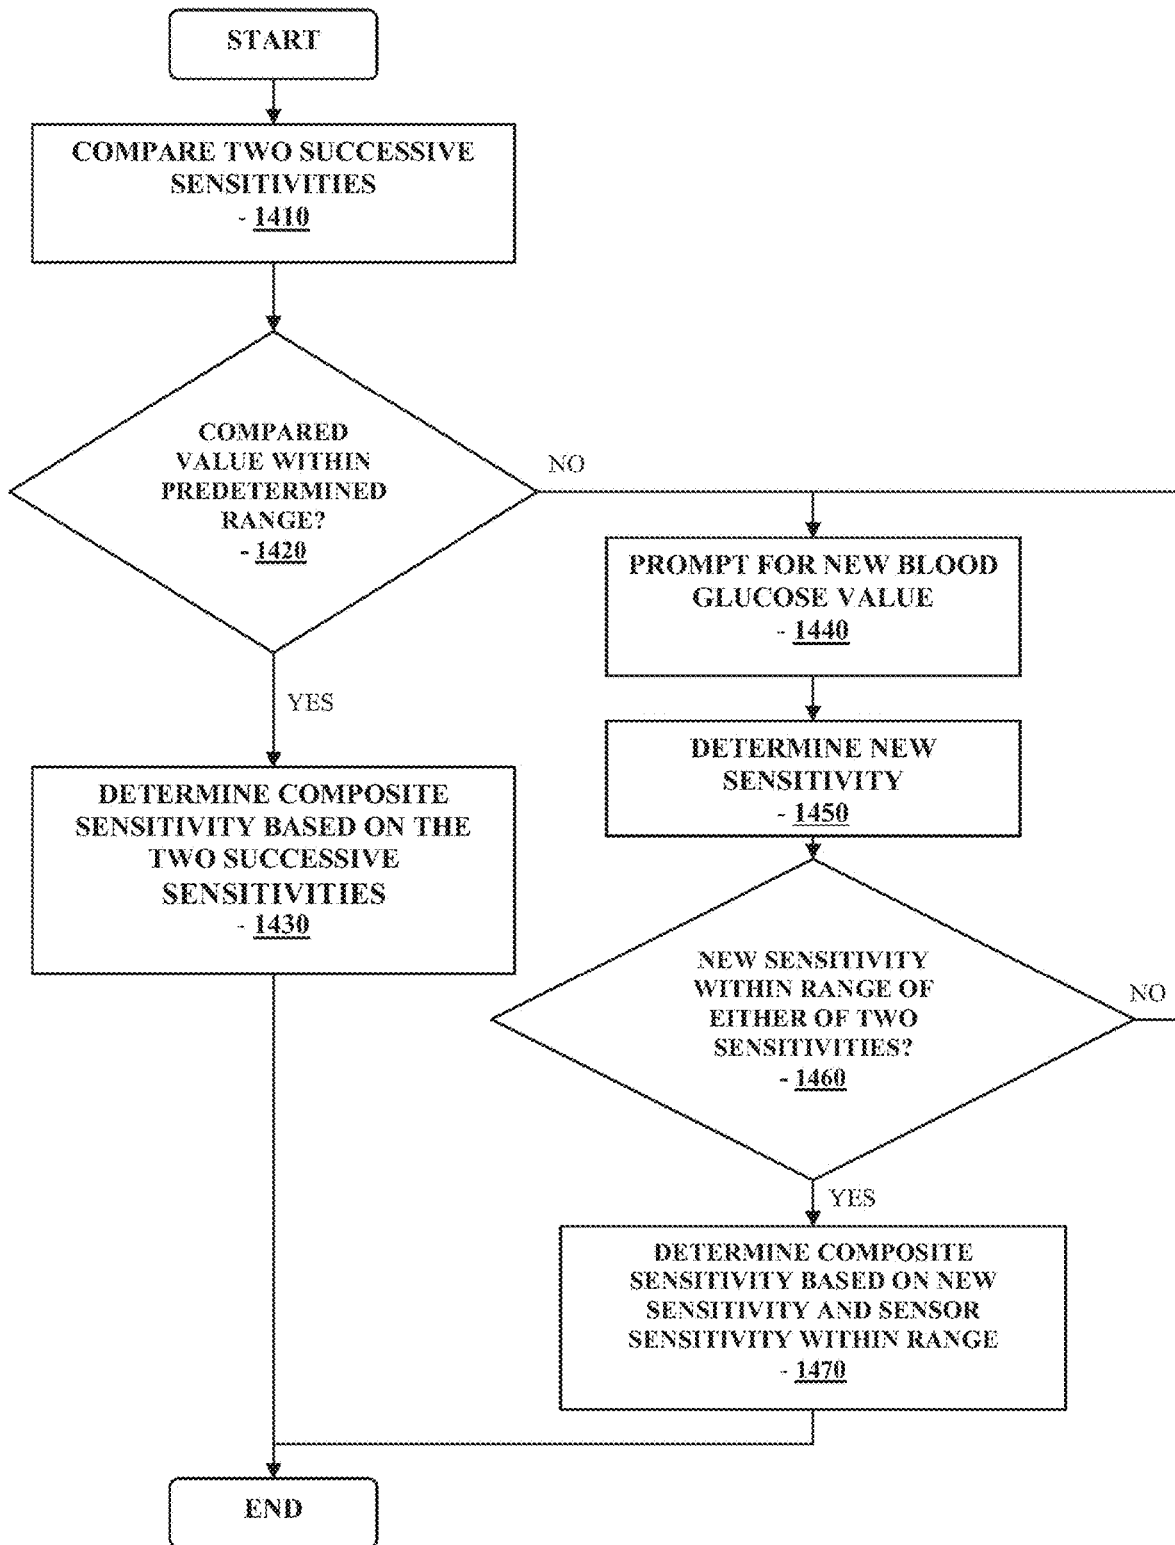 START
COMPARE TWO SUCCESSIVE
SENSITIVITIES
- 1410
COMPARED
VALUE WITHIN
PREDETERMINED
RANGE?
- 1420
NO
YES
PROMPT FOR NEW BLOOD
GLUCOSE VALUE
- 1440
DETERMINE NEW
SENSITIVITY
- 1450
DETERMINE COMPOSITE
SENSITIVITY BASED ON THE
TWO SUCCESSIVE
SENSITIVITIES
- 1430
NEW SENSITIVITY
WITHIN RANGE OF
EITHER OF TWO
SENSITIVITIES?
- 1460
NO
YES
DETERMINE COMPOSITE
SENSITIVITY BASED ON NEW
SENSITIVITY AND SENSOR
SENSITIVITY WITHIN RANGE
- 1470
END